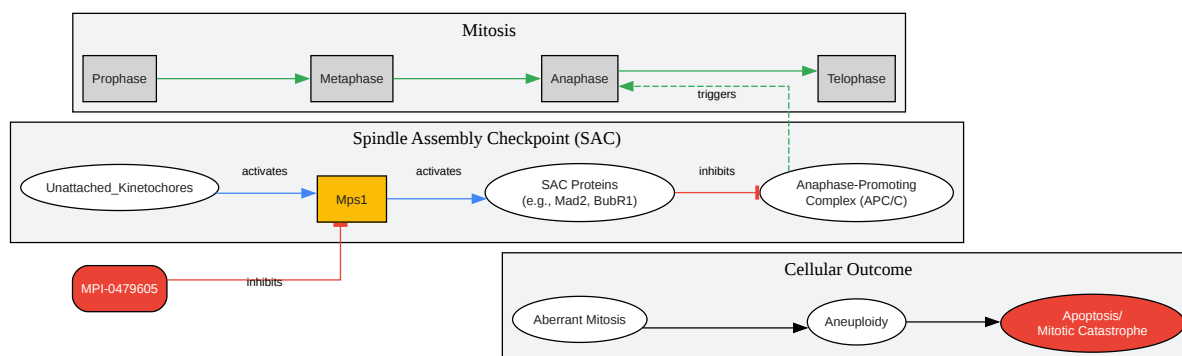 Mitosis
Prophase
Metaphase
Anaphase
Telophase
triggers
Spindle Assembly Checkpoint (SAC)
Unattached_Kinetochores
activates
Mps1
activates
SAC Proteins
(e.g., Mad2, BubR1)
inhibits
Anaphase-Promoting
Complex (APC/C)
MPI-0479605
inhibits
Cellular Outcome
Aberrant Mitosis
Aneuploidy
Apoptosis/
Mitotic Catastrophe